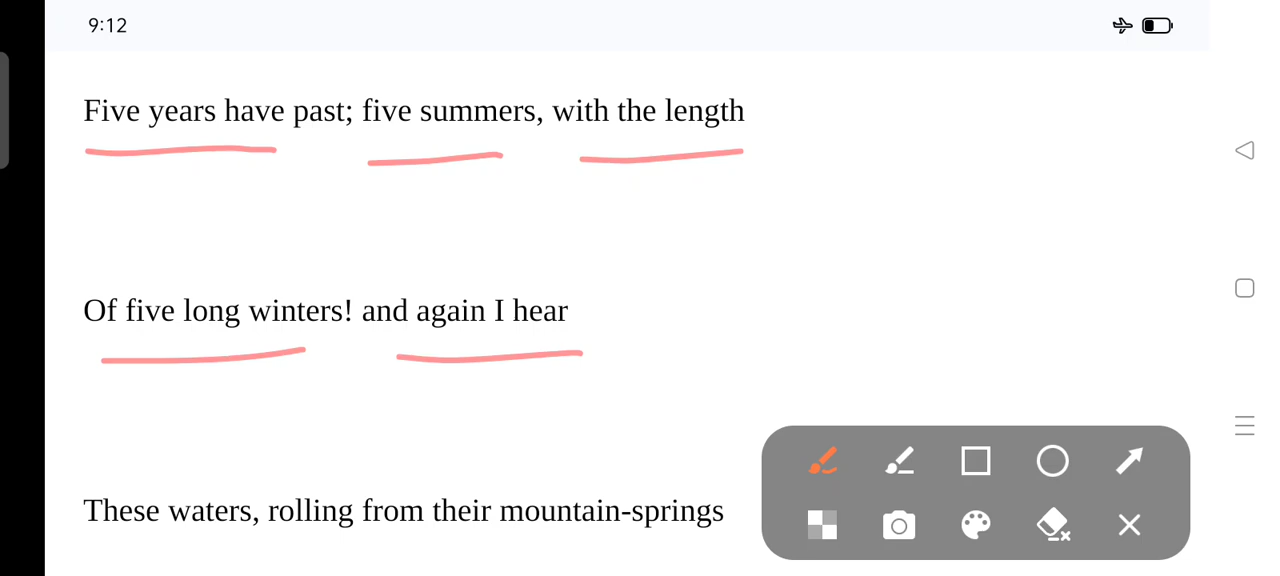 9:12
Five years have past; five summers, with the length
Of five long winters! and again I hear
These waters, rolling from their mountain-springs